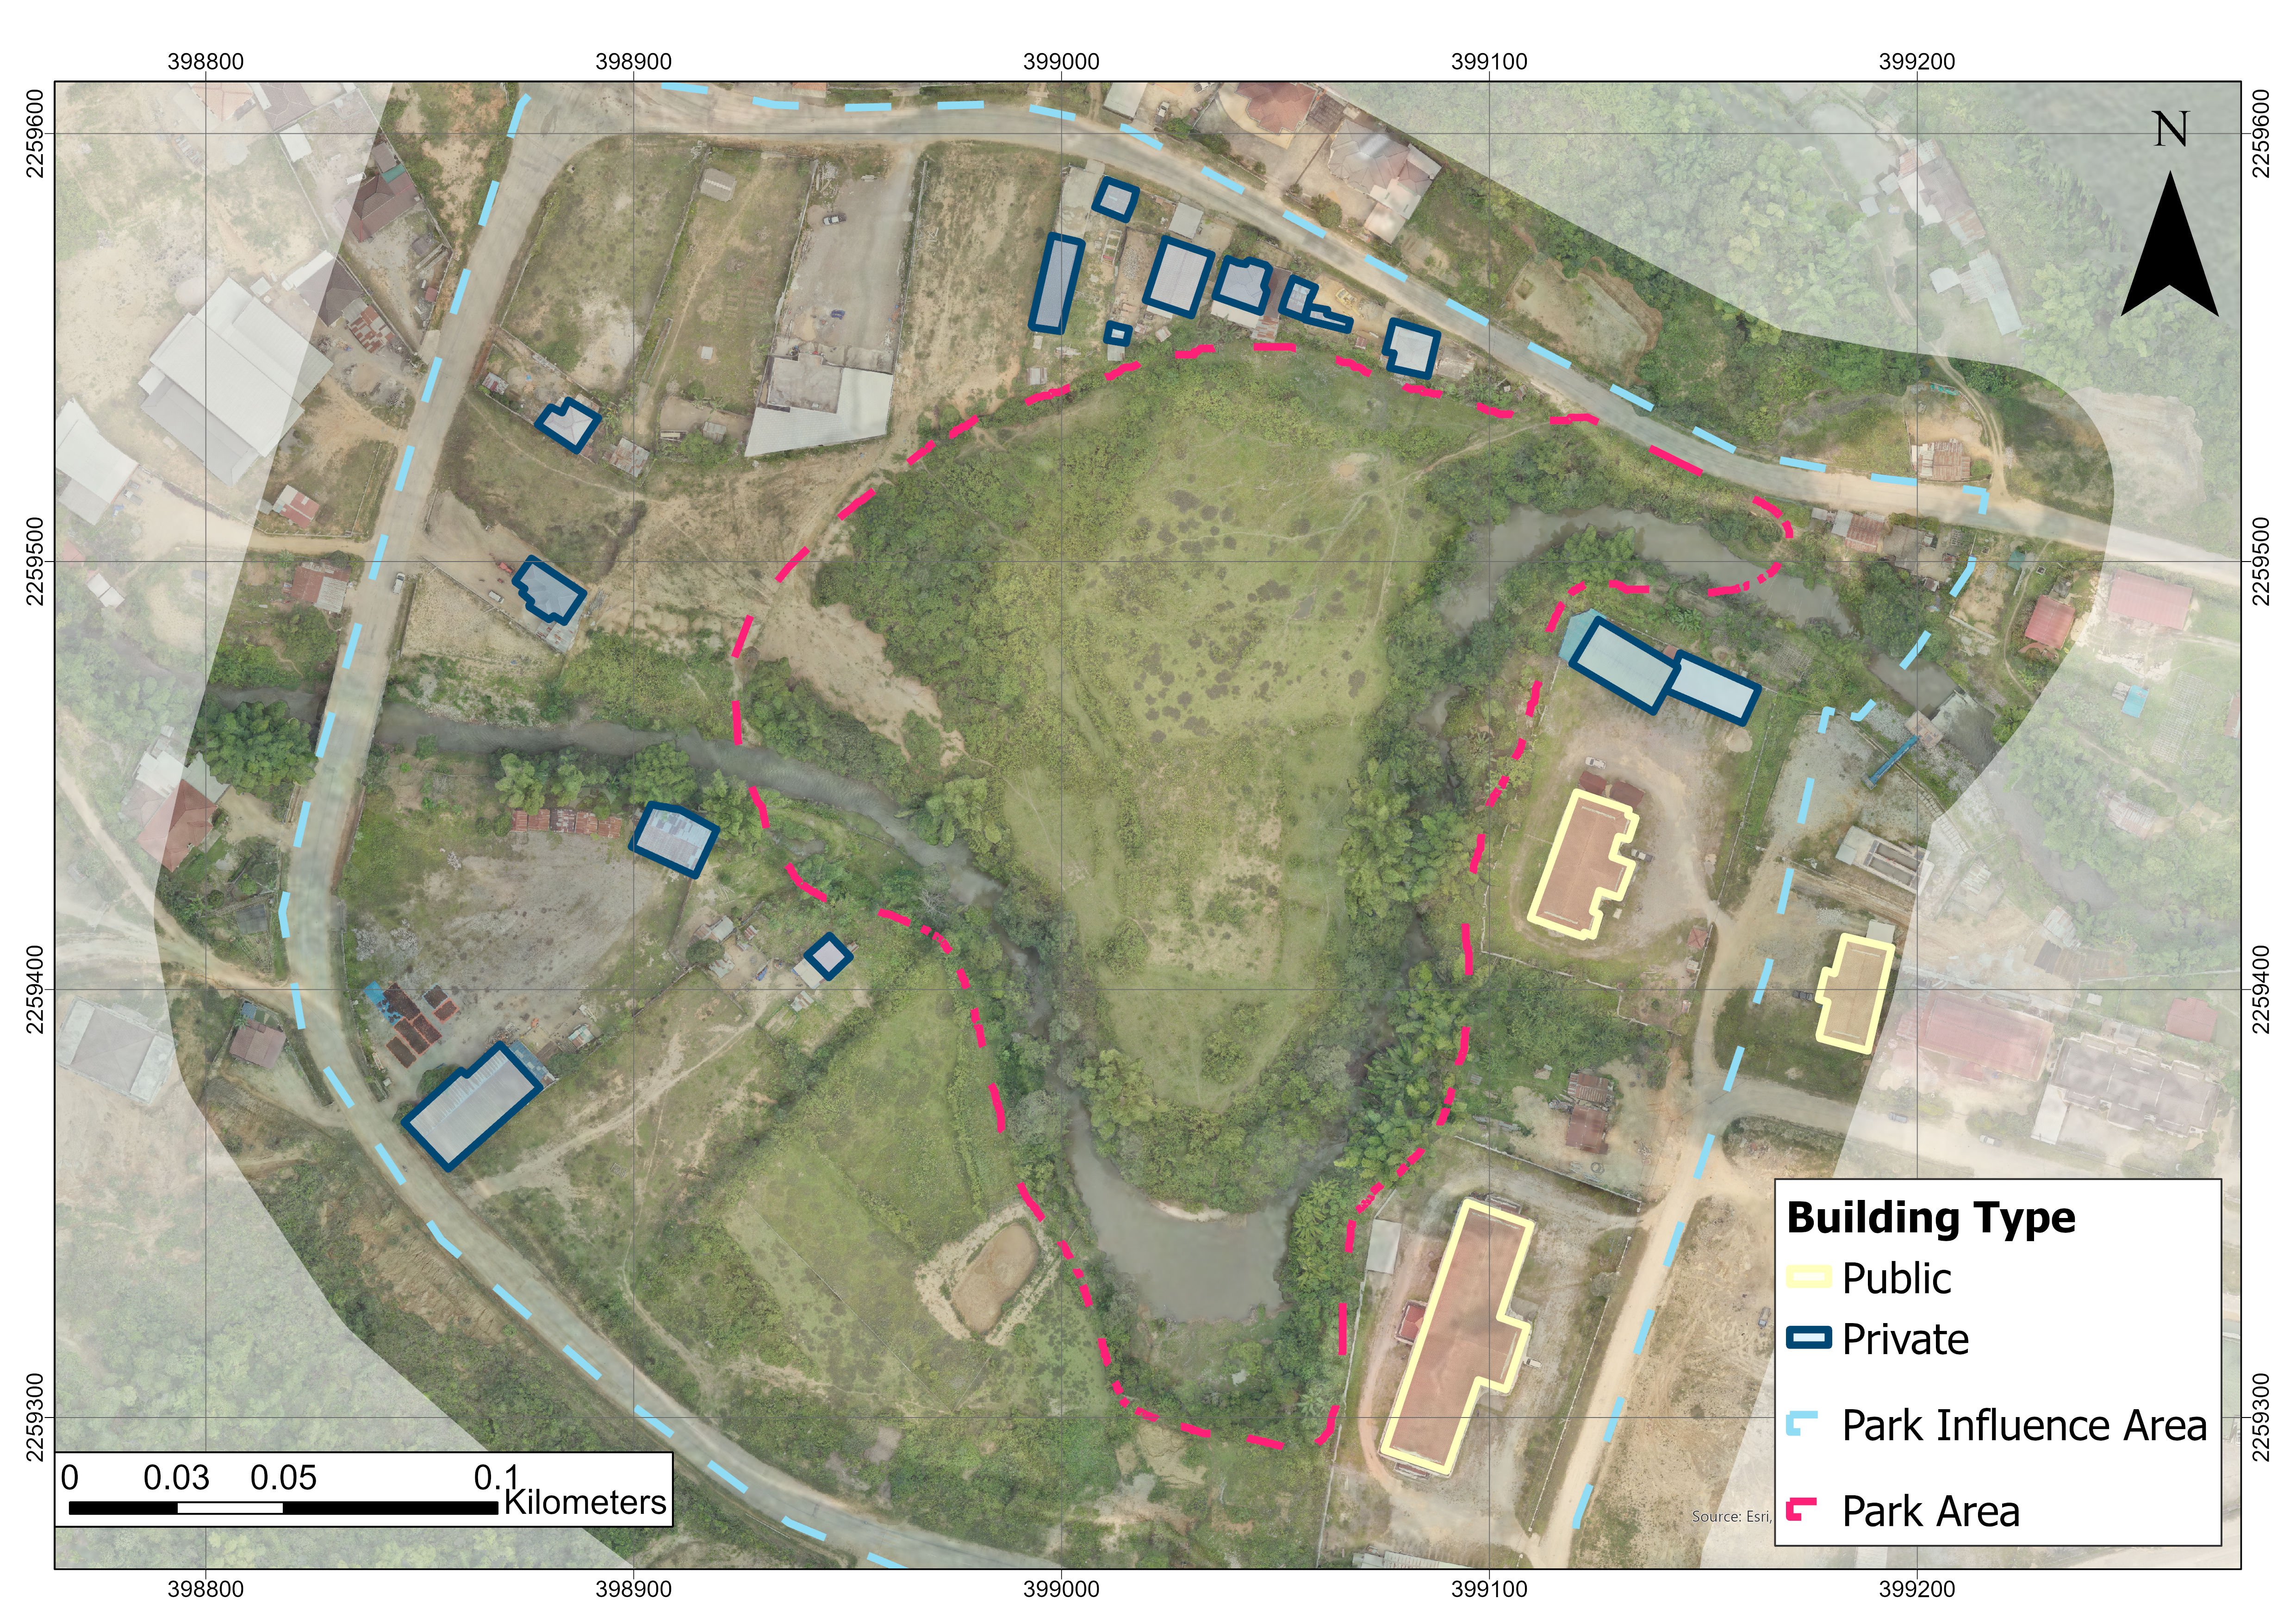 398800 398900 399000 399100 399200
2259600 2259600
N
2259500 2259500
2259400 2259400
Building Type
Public
Private
Park Influence Area
Park Area
2259300 2259300
0 0.03 0.05 0.1
Kilometers
Source: Esri,
398800 398900 399000 399100 399200